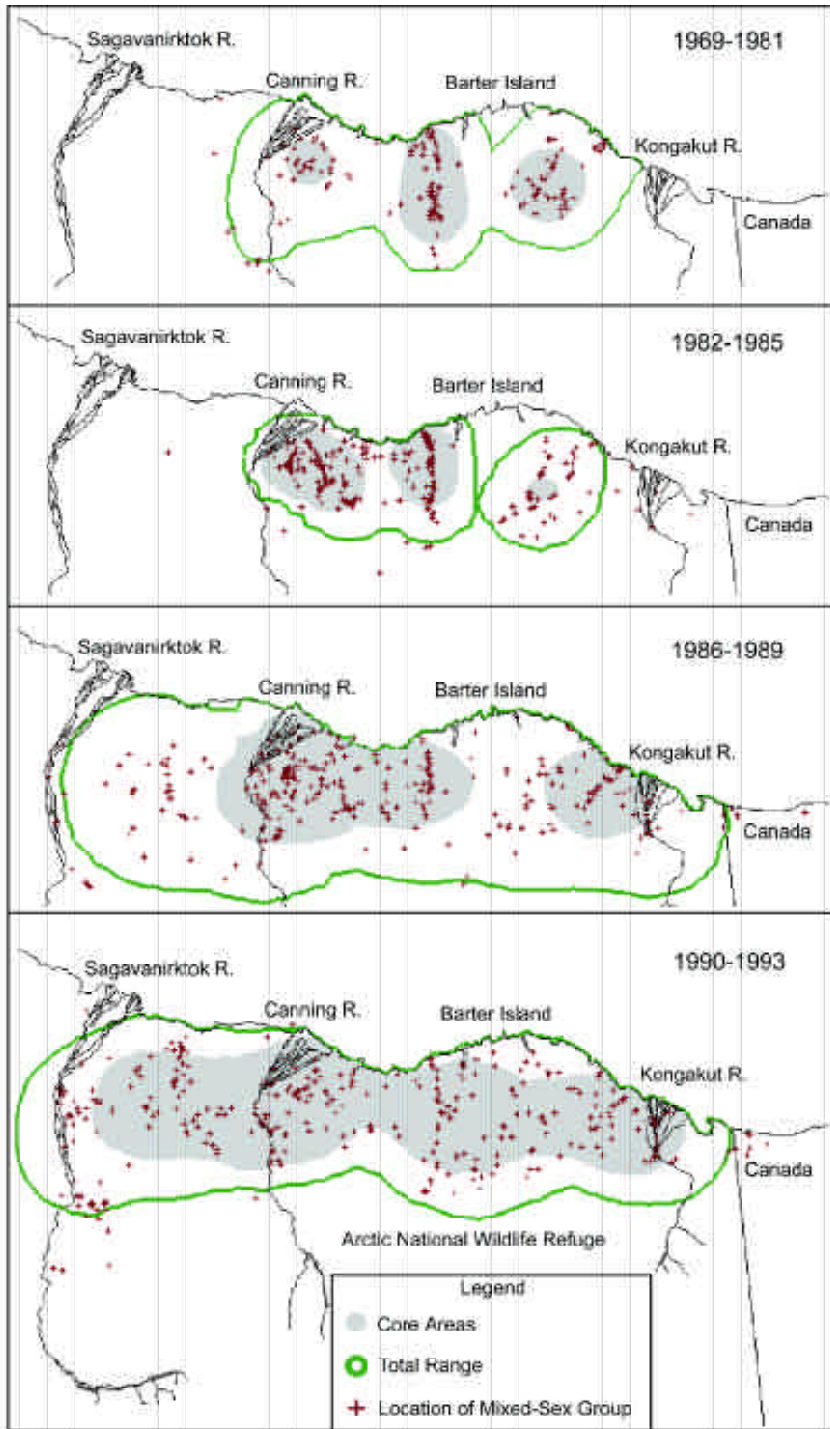 Sagavanirktok R.
1969-1981
Canning R.
Barter Island
Kongakut R.
Canada
Sagavanirktok R.
1982-1985
Canning R.
Barter Island
Kongakut R.
Canada
Sagavanirktok R.
1986-1989
Canning R.
Barter Island
Kongakut R.
Canada
Sagavanirktok R.
1990-1993
Canning R.
Barter Island
Kongakut R.
Canada
Arctic National Wildlife Refuge
Legend
Core Areas
Total Range
Location of Mixed-Sex Group